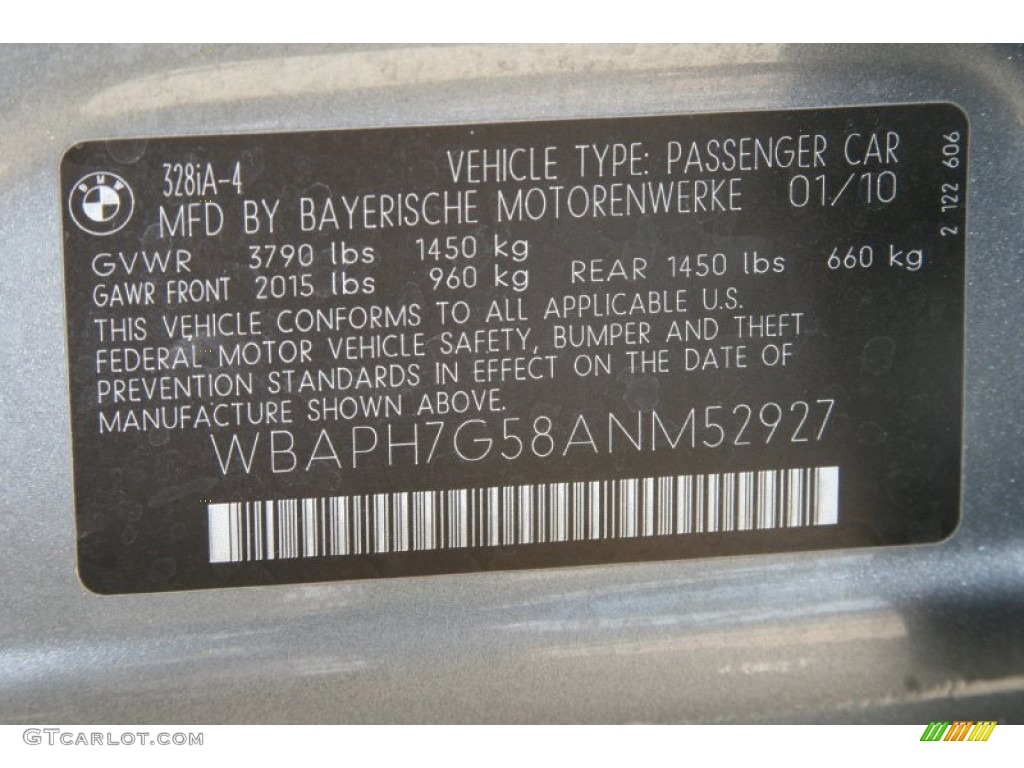 328iA-4 VEHICLE TYPE: PASSENGER CAR
MFD BY BAYERISCHE MOTORENWERKE 01/10
GVWR 3790 lbs 1450 kg
GAWR FRONT 2015 lbs 960 kg REAR 1450 lbs 660 kg
THIS VEHICLE CONFORMS TO ALL APPLICABLE U.S.
FEDERAL MOTOR VEHICLE SAFETY, BUMPER AND THEFT
PREVENTION STANDARDS IN EFFECT ON THE DATE OF
MANUFACTURE SHOWN ABOVE.
WBAPH7G58ANM52927
2 122 606
BMW
GTCARLOT.COM